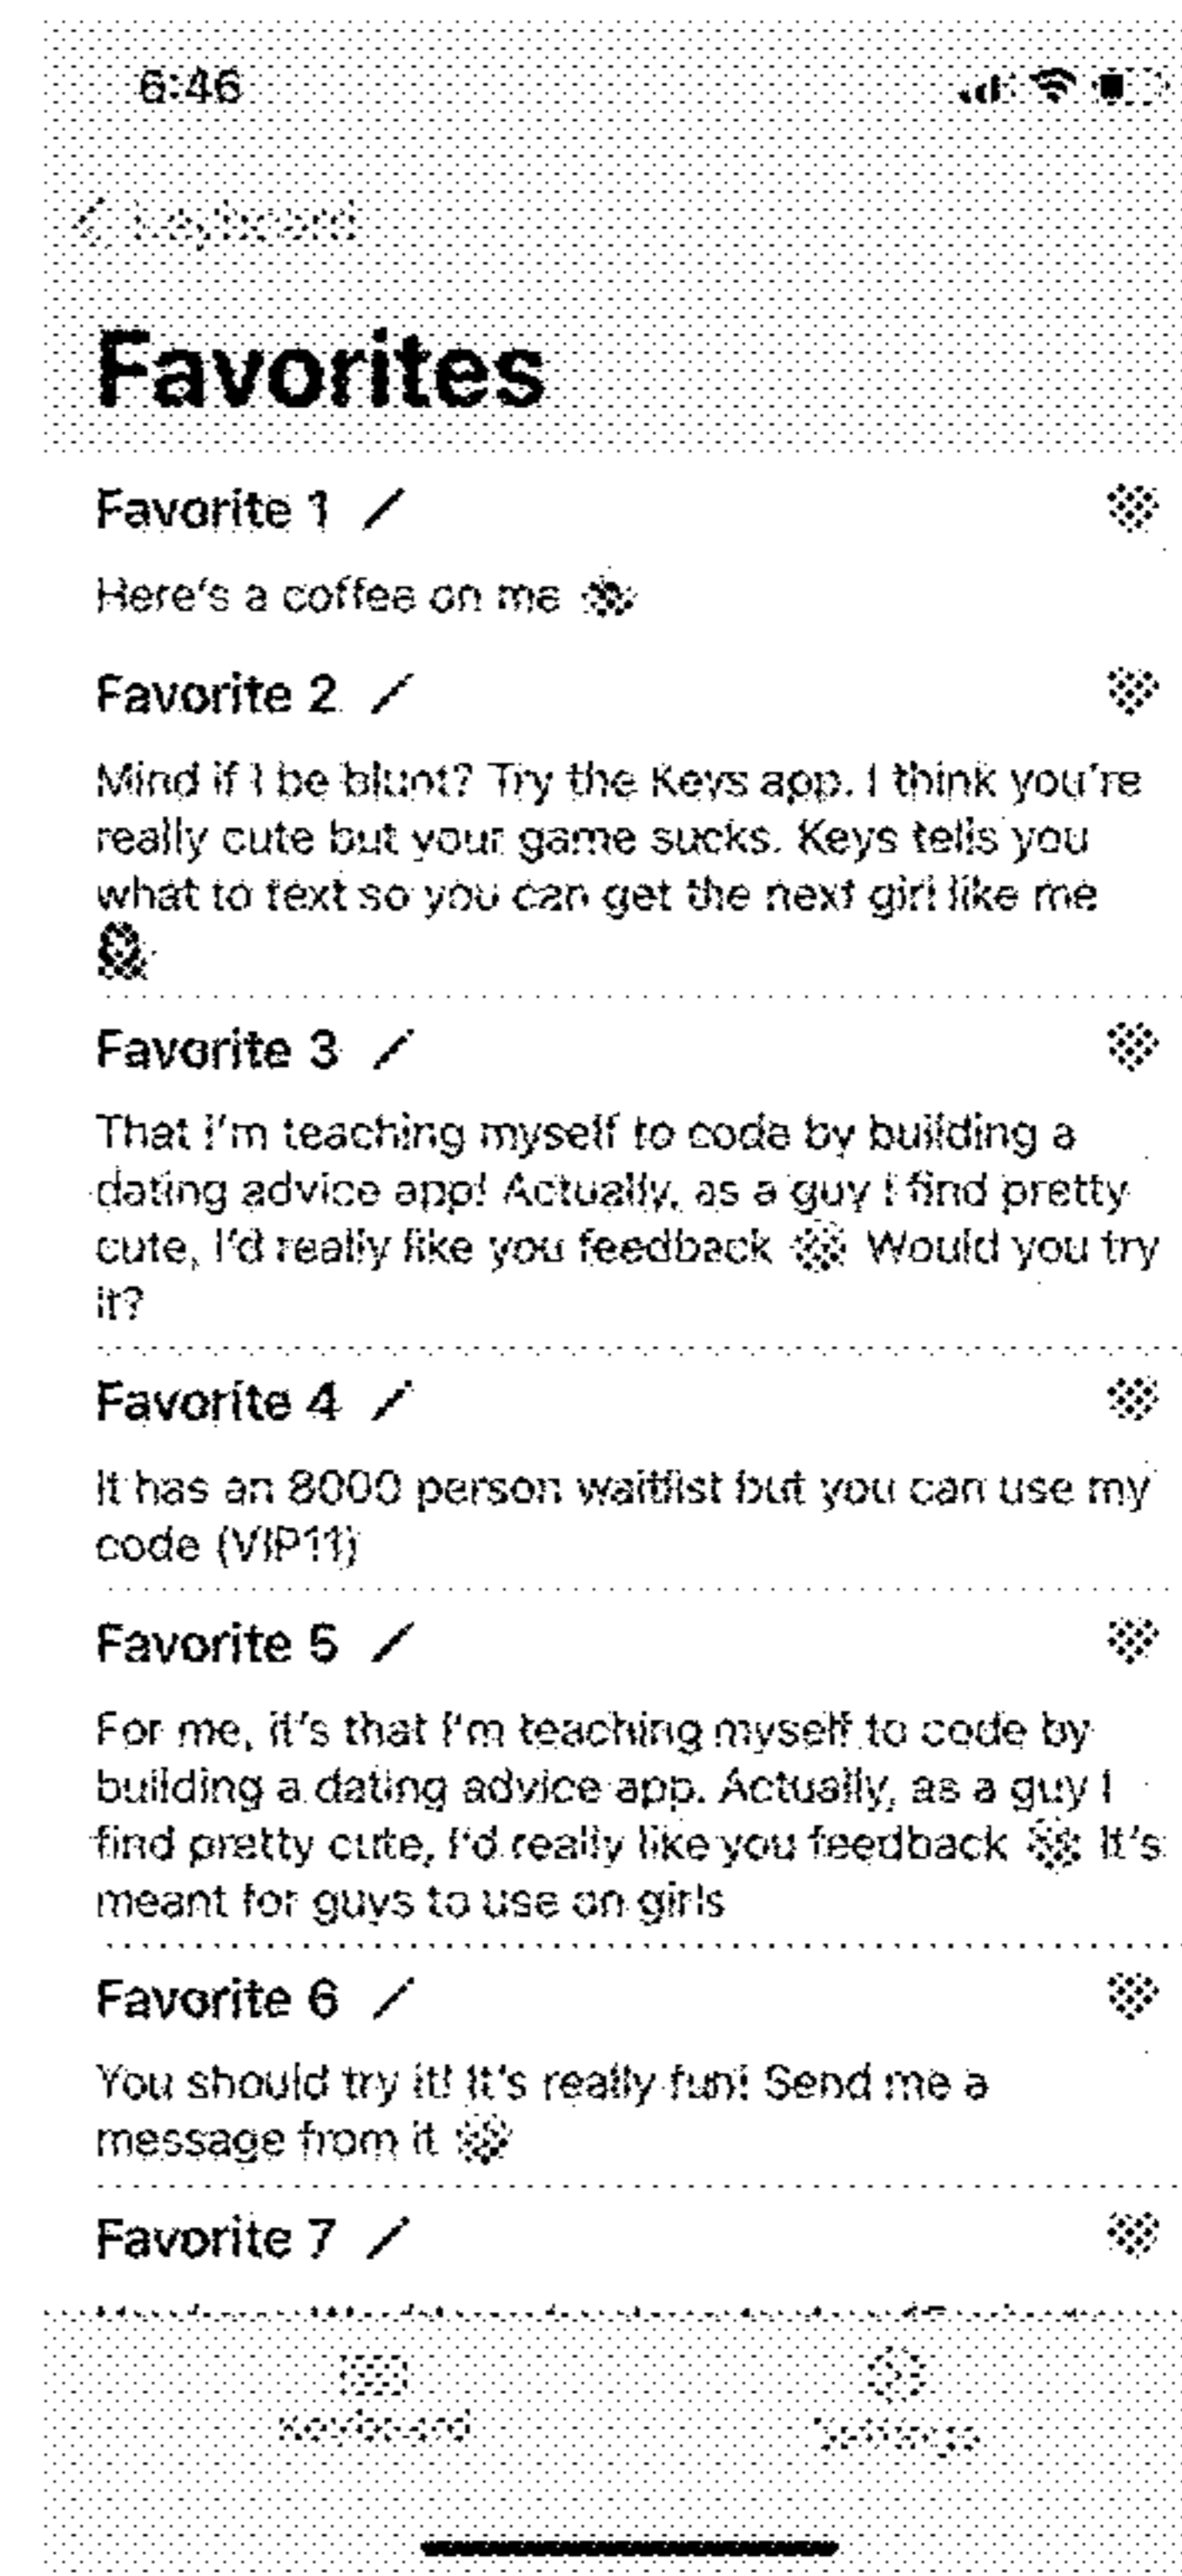 6:46
Keyboard
Favorites
Favorite 1
Here's a coffee on me
Favorite 2
Mind if I be blunt? Try the Keys app. I think you're
really cute but your game sucks. Keys tells you
what to text so you can get the next girl like me
Favorite 3
That I'm teaching myself to code by building a
dating advice app! Actually, as a guy I find pretty
cute, I'd really like you feedback Would you try
it?
Favorite 4
It has an 8000 person waitlist but you can use my
code (VIP11)
Favorite 5
For me, it's that I'm teaching myself to code by
building a dating advice app. Actually, as a guy I
find pretty cute, I'd really like you feedback It's
meant for guys to use on girls
Favorite 6
You should try it! It's really fun! Send me a
message from it
Favorite 7
Keyboard
Settings